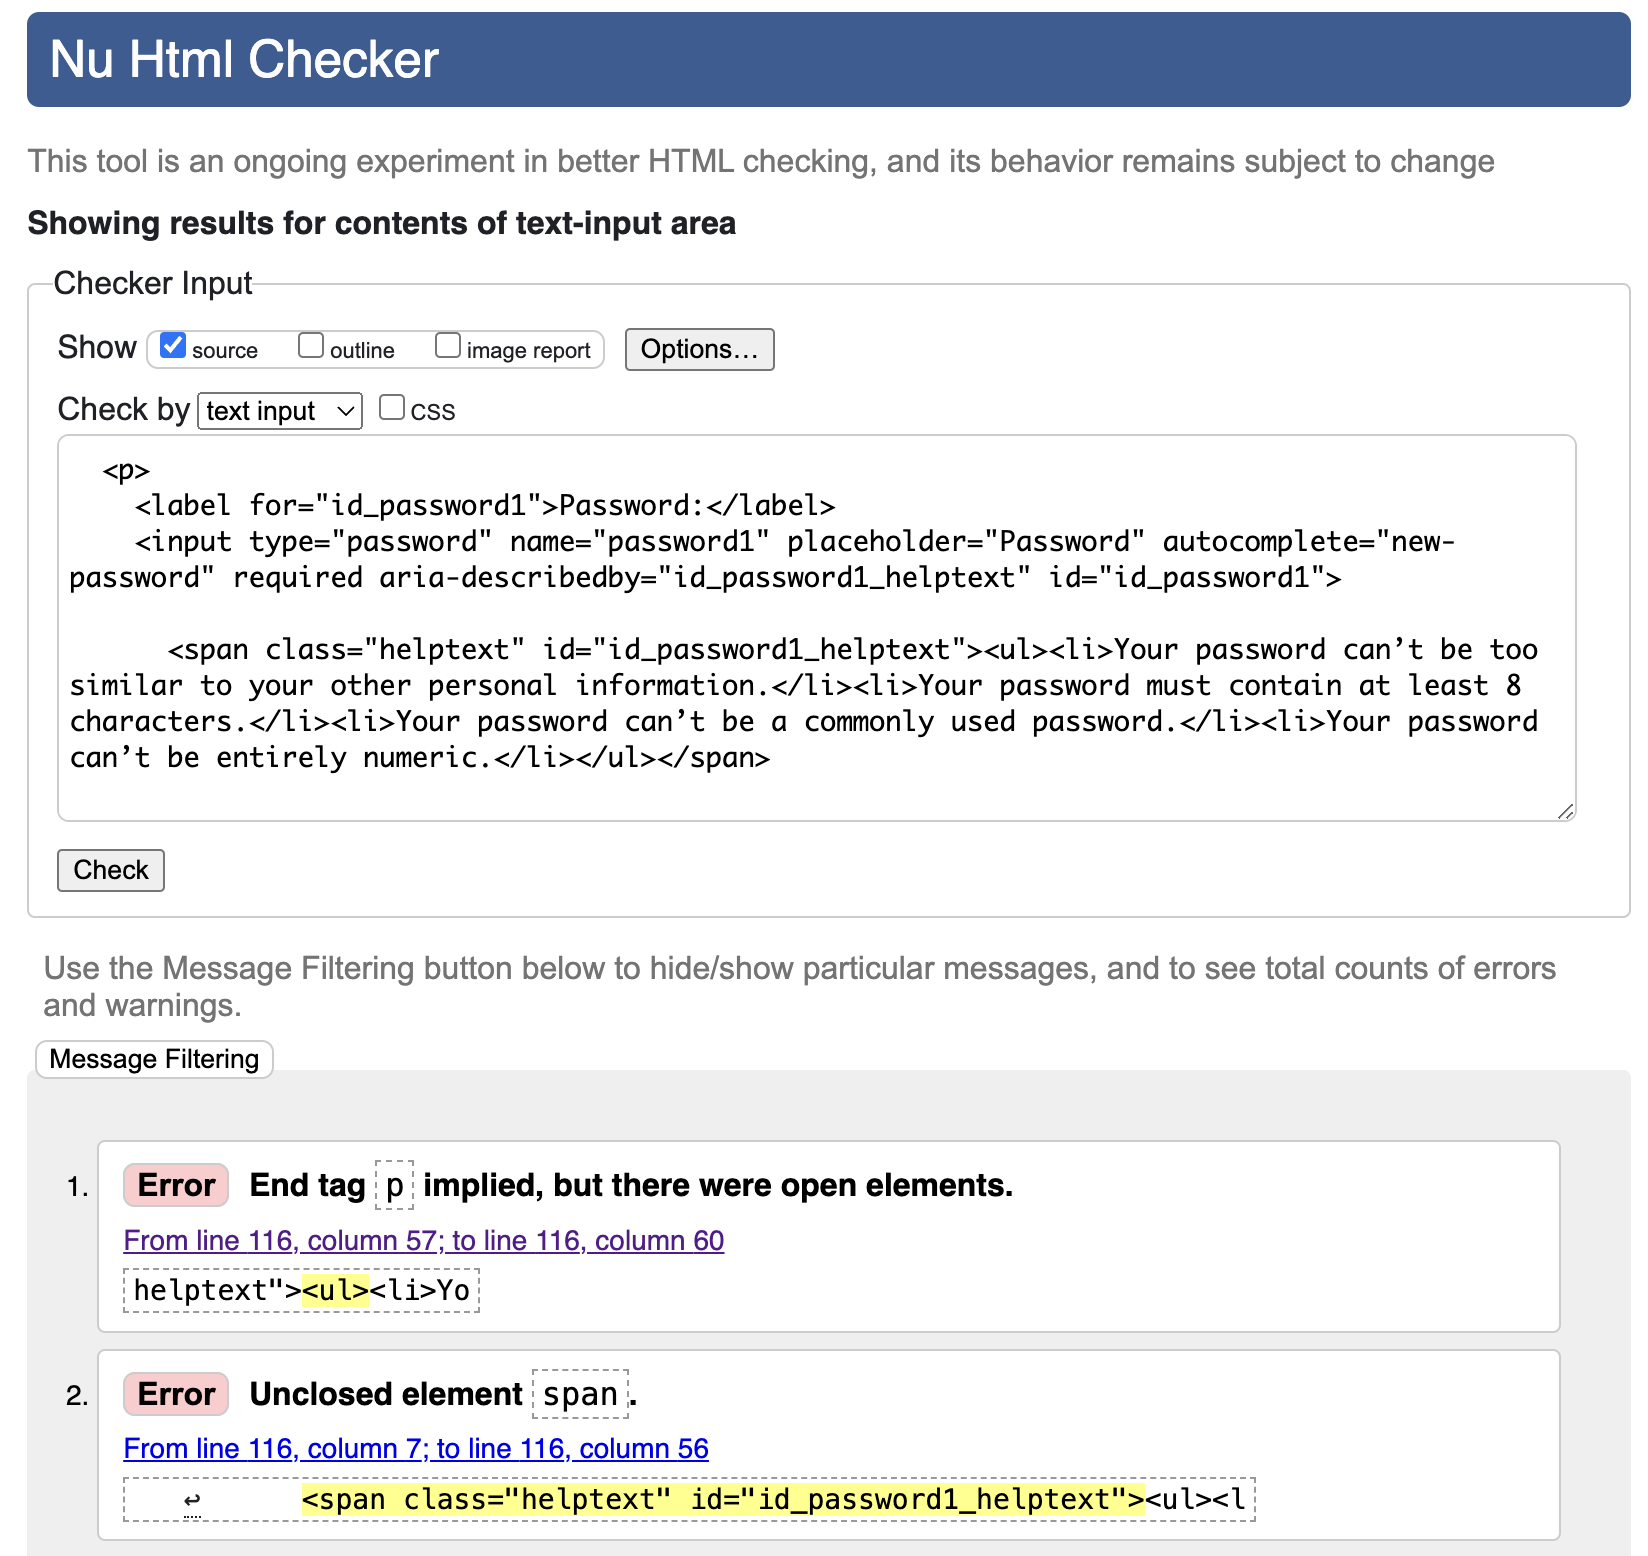 Nu Html Checker
This tool is an ongoing experiment in better HTML checking, and its behavior remains subject to change
Showing results for contents of text-input area
Checker Input
Show source outline image report Options…
Check by text input CSS
<p>
<label for="id_password1">Password:</label>
<input type="password" name="password1" placeholder="Password" autocomplete="new-
password" required aria-describedby="id_password1_helptext" id="id_password1">
<span class="helptext" id="id_password1_helptext"><ul><li>Your password can’t be too
similar to your other personal information.</li><li>Your password must contain at least 8
characters.</li><li>Your password can’t be a commonly used password.</li><li>Your password
can’t be entirely numeric.</li></ul></span>
Check
Use the Message Filtering button below to hide/show particular messages, and to see total counts of errors
and warnings.
Message Filtering
1. Error End tag p implied, but there were open elements.
From line 116, column 57; to line 116, column 60
helptext"><ul><li>Yo
2. Error Unclosed element span.
From line 116, column 7; to line 116, column 56
↩ <span class="helptext" id="id_password1_helptext"><ul><l